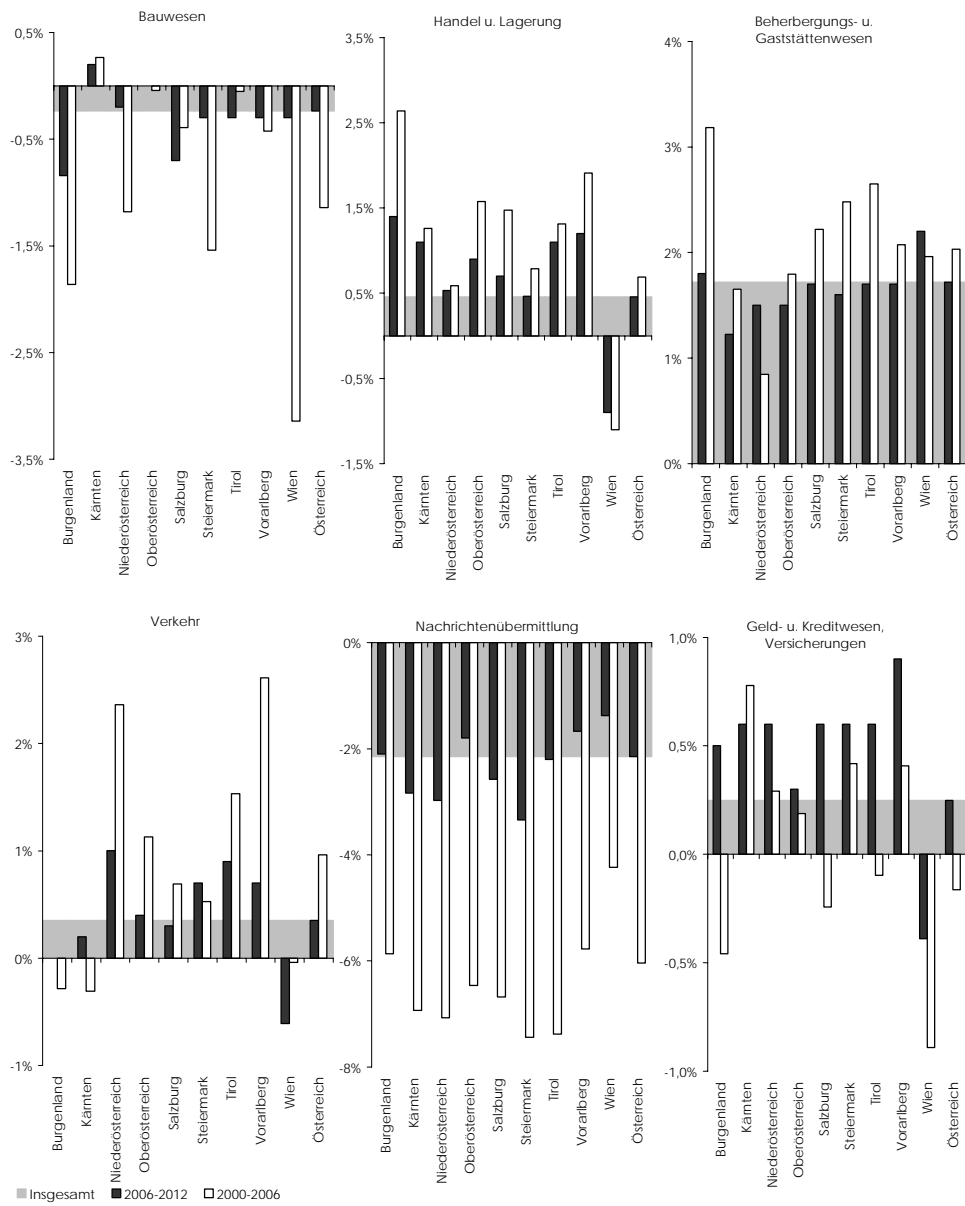 Bauwesen
0,5%
-0,5%
-1,5%
-2,5%
-3,5%
Burgenland
Kärnten
Niederösterreich
Oberösterreich
Salzburg
Steiermark
Tirol
Vorarlberg
Wien
Österreich
Handel u. Lagerung
3,5%
2,5%
1,5%
0,5%
-0,5%
-1,5%
Burgenland
Kärnten
Niederösterreich
Oberösterreich
Salzburg
Steiermark
Tirol
Vorarlberg
Wien
Österreich
Beherbergungs- u.
Gaststättenwesen
4%
3%
2%
1%
0%
Burgenland
Kärnten
Niederösterreich
Oberösterreich
Salzburg
Steiermark
Tirol
Vorarlberg
Wien
Österreich
Verkehr
3%
2%
1%
0%
-1%
Burgenland
Kärnten
Niederösterreich
Oberösterreich
Salzburg
Steiermark
Tirol
Vorarlberg
Wien
Österreich
Nachrichtenübermittlung
0%
-2%
-4%
-6%
-8%
Burgenland
Kärnten
Niederösterreich
Oberösterreich
Salzburg
Steiermark
Tirol
Vorarlberg
Wien
Österreich
Geld- u. Kreditwesen,
Versicherungen
1,0%
0,5%
0,0%
-0,5%
-1,0%
Burgenland
Kärnten
Niederösterreich
Oberösterreich
Salzburg
Steiermark
Tirol
Vorarlberg
Wien
Österreich
Insgesamt 2006-2012 2000-2006